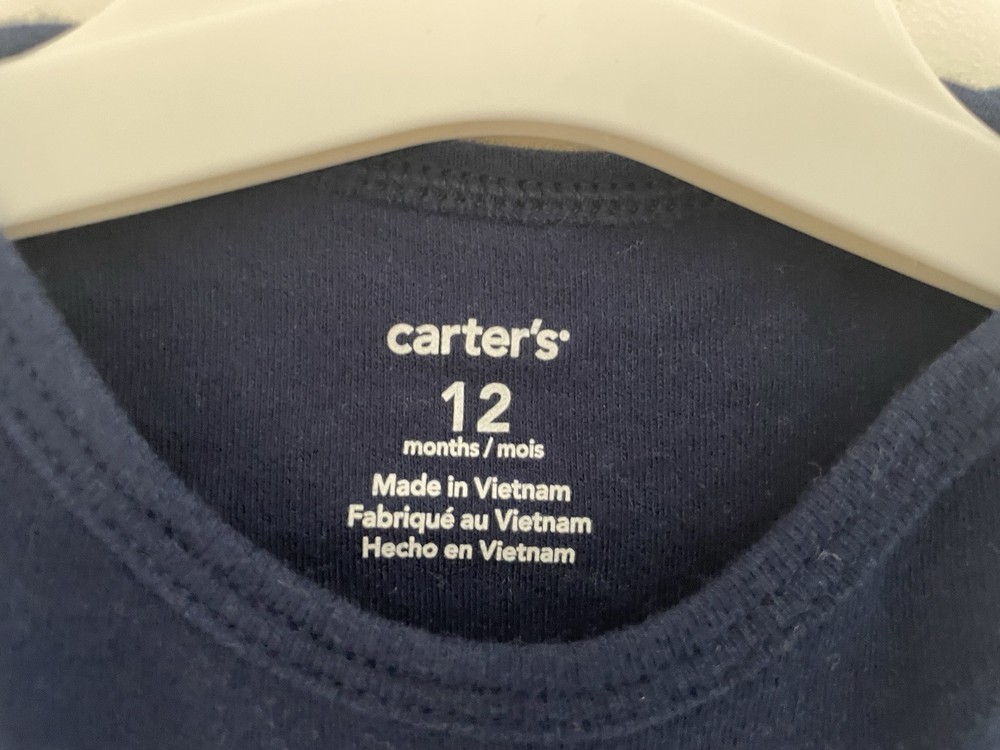 carter's
12
months / mois
Made in Vietnam
Fabriqué au Vietnam
Hecho en Vietnam